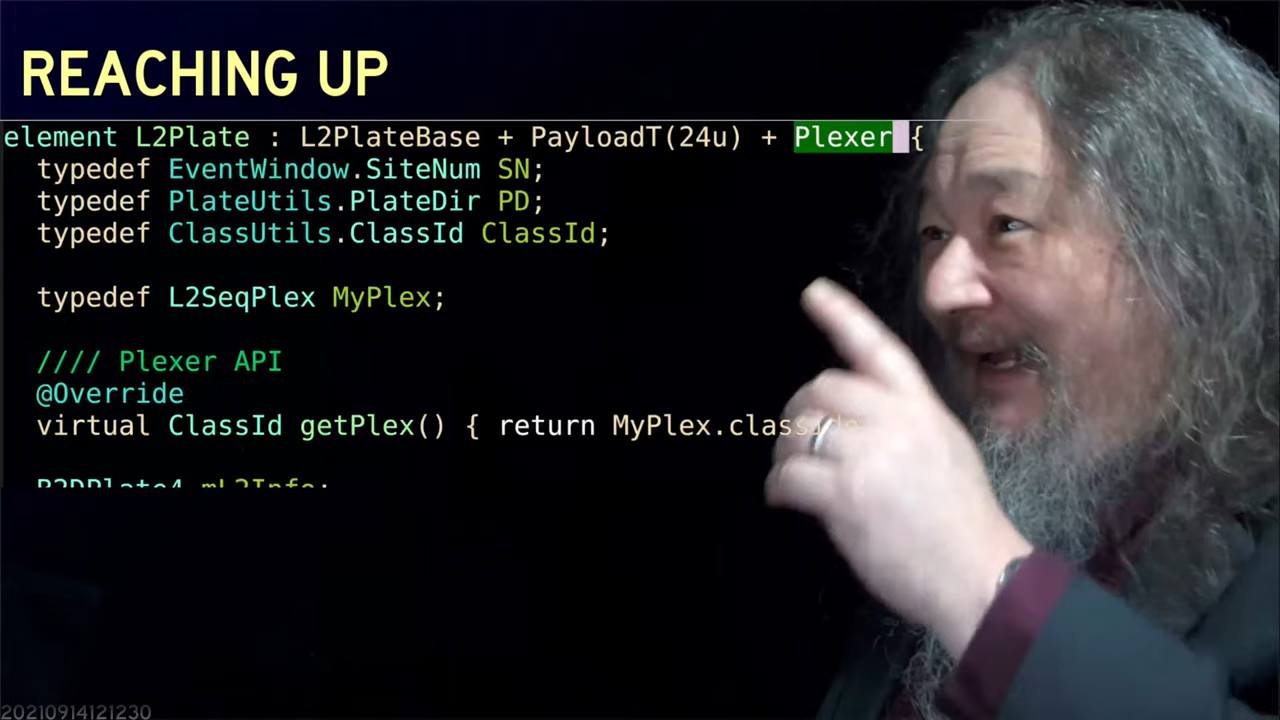 REACHING UP
element L2Plate : L2PlateBase + PayloadT(24u) + Plexer {
typedef EventWindow.SiteNum SN;
typedef PlateUtils.PlateDir PD;
typedef ClassUtils.ClassId ClassId;
typedef L2SeqPlex MyPlex;
//// Plexer API
@Override
virtual ClassId getPlex() { return MyPlex.classidof
20210914121230